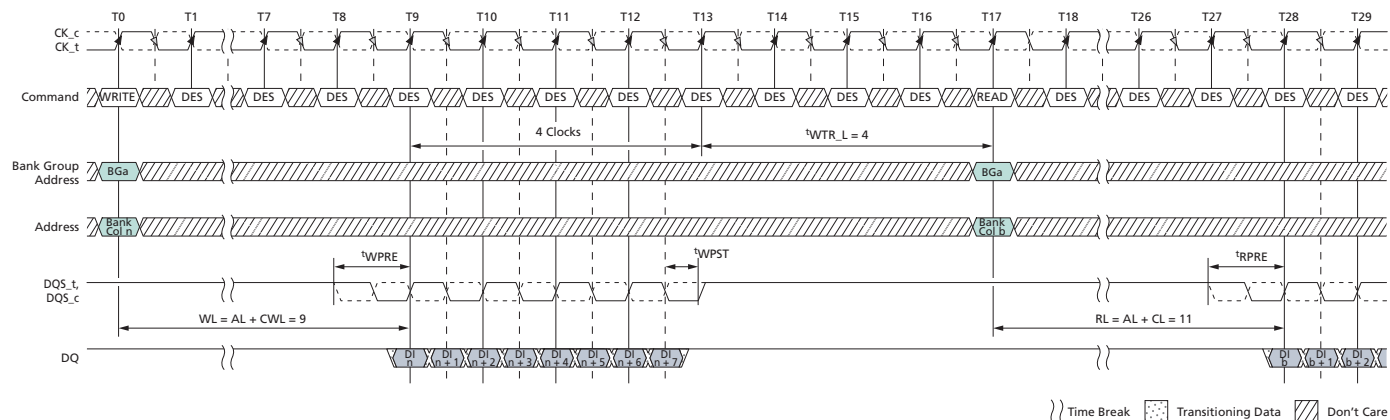 T0 T1 T7 T8 T9 T10 T11 T12 T13 T14 T15 T16 T17 T18 T26 T27 T28 T29
CK_c
CK_t
Command WRITE DES DES DES DES DES DES DES DES DES DES DES READ DES DES DES DES DES
4 Clocks tWTR_L = 4
Bank Group
Address
BGa BGa
Address
Bank
Col n
Bank
Col b
tWPRE tWPST tRPRE
DQS_t,
DQS_c
WL = AL + CWL = 9 RL = AL + CL = 11
DQ
DI
n
DI
n + 1
DI
n + 2
DI
n + 3
DI
n + 4
DI
n + 5
DI
n + 6
DI
n + 7
DI
b
DI
b + 1
DI
b + 2
Time Break Transitioning Data Don't Care